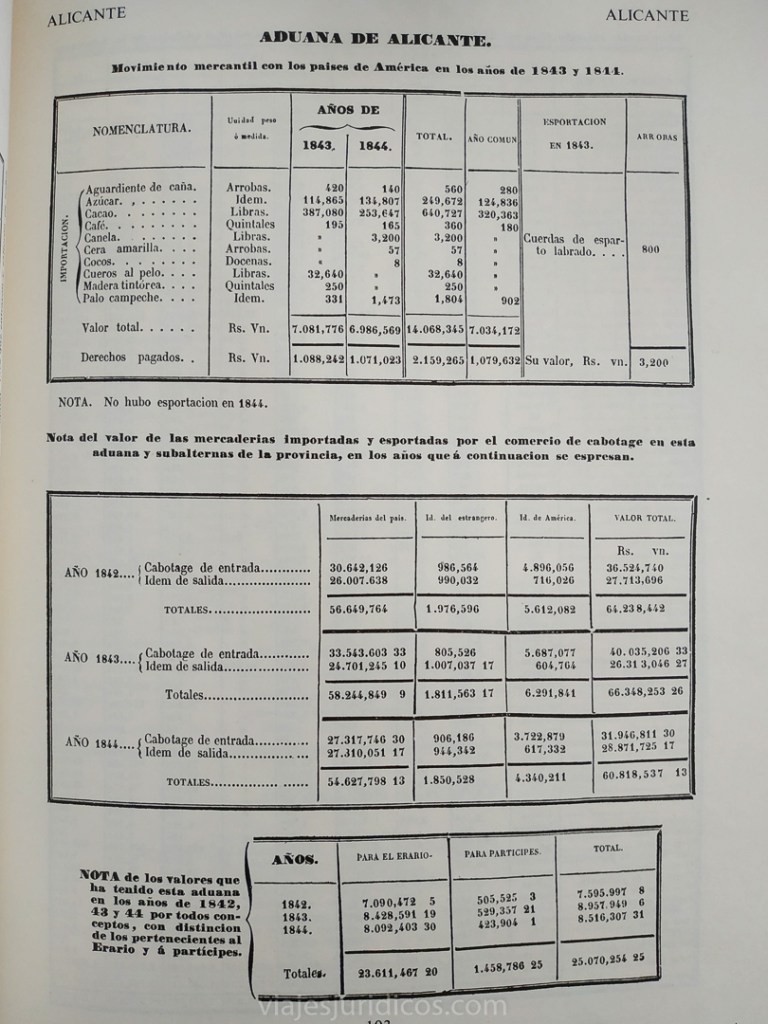 ALICANTE ALICANTE
ADUANA DE ALICANTE.
Movimiento mercantil con los paises de América en los años de 1843 y 1844.
NOMENCLATURA. Unidad peso ó medida. AÑOS DE 1843. 1844. TOTAL. AÑO COMUN ESPORTACION EN 1843. ARROBAS
IMPORTACION.
Aguardiente de caña. Arrobas. 420 140 560 280
Azúcar. . . . . . . . Idem. 114,865 134,807 249,672 124,836
Cacao. . . . . . . . Libras. 387,080 253,647 640,727 320,363
Café. . . . . . . . . Quintales 195 165 360 180
Canela. . . . . . . Libras. » 3,200 3,200 » Cuerdas de espar-
Cera amarilla. . . . Arrobas. » 57 57 » to labrado. . . . 800
Cocos. . . . . . . . Docenas. » 8 8 »
Cueros al pelo. . . . Libras. 32,640 » 32,640 »
Madera tintórea. . . . Quintales 250 » 250 »
Palo campeche. . . . Idem. 331 1,473 1,804 902
Valor total. . . . . . Rs. Vn. 7.081,776 6.986,569 14.068,345 7.034,172
Derechos pagados. . Rs. Vn. 1.088,242 1.071,023 2.159,265 1,079,632 Su valor, Rs. vn. 3,200
NOTA. No hubo esportacion en 1844.
Nota del valor de las mercaderias importadas y esportadas por el comercio de cabotage en esta
aduana y subalternas de la provincia, en los años que á continuacion se espresan.
Mercaderias del pais. Id. del estrangero. Id. de América. VALOR TOTAL.
Rs. vn.
AÑO 1842.... Cabotage de entrada............ 30.642,126 986,564 4.896,056 36.524,740
Idem de salida..................... 26.007.638 990,032 716,026 27.713,696
TOTALES......................... 56.649,764 1.976,596 5.612,082 64.238,442
AÑO 1843.... Cabotage de entrada............ 33.543.603 33 805,526 5.687,077 40.035,206 33
Idem de salida..................... 24.701,245 10 1.007,037 17 604,764 26.313,046 27
Totales............................ 58.244,849 9 1.811,563 17 6.291,841 66.348,253 26
AÑO 1844.... Cabotage de entrada............. 27.317,746 30 906,186 3.722,879 31.946,811 30
Idem de salida.................... 27.310,051 17 944,342 617,332 28.871,725 17
TOTALES................ ........ 54.627,798 13 1.850,528 4.340,211 60.818,537 13
NOTA de los valores que
ha tenido esta aduana
en los años de 1842,
43 y 44 por todos con-
ceptos, con distincion
de los pertenecientes al
Erario y á partícipes.
AÑOS. PARA EL ERARIO. PARA PARTICIPES. TOTAL.
1842. 7.090,472 5 505,525 3 7.595.997 8
1843. 8.428,591 19 529,357 21 8.957.949 6
1844. 8.092,403 30 423,904 1 8.516,307 31
Totales. 23.611,467 20 1.458,786 25 25.070,254 25
viajesjuridicos.com